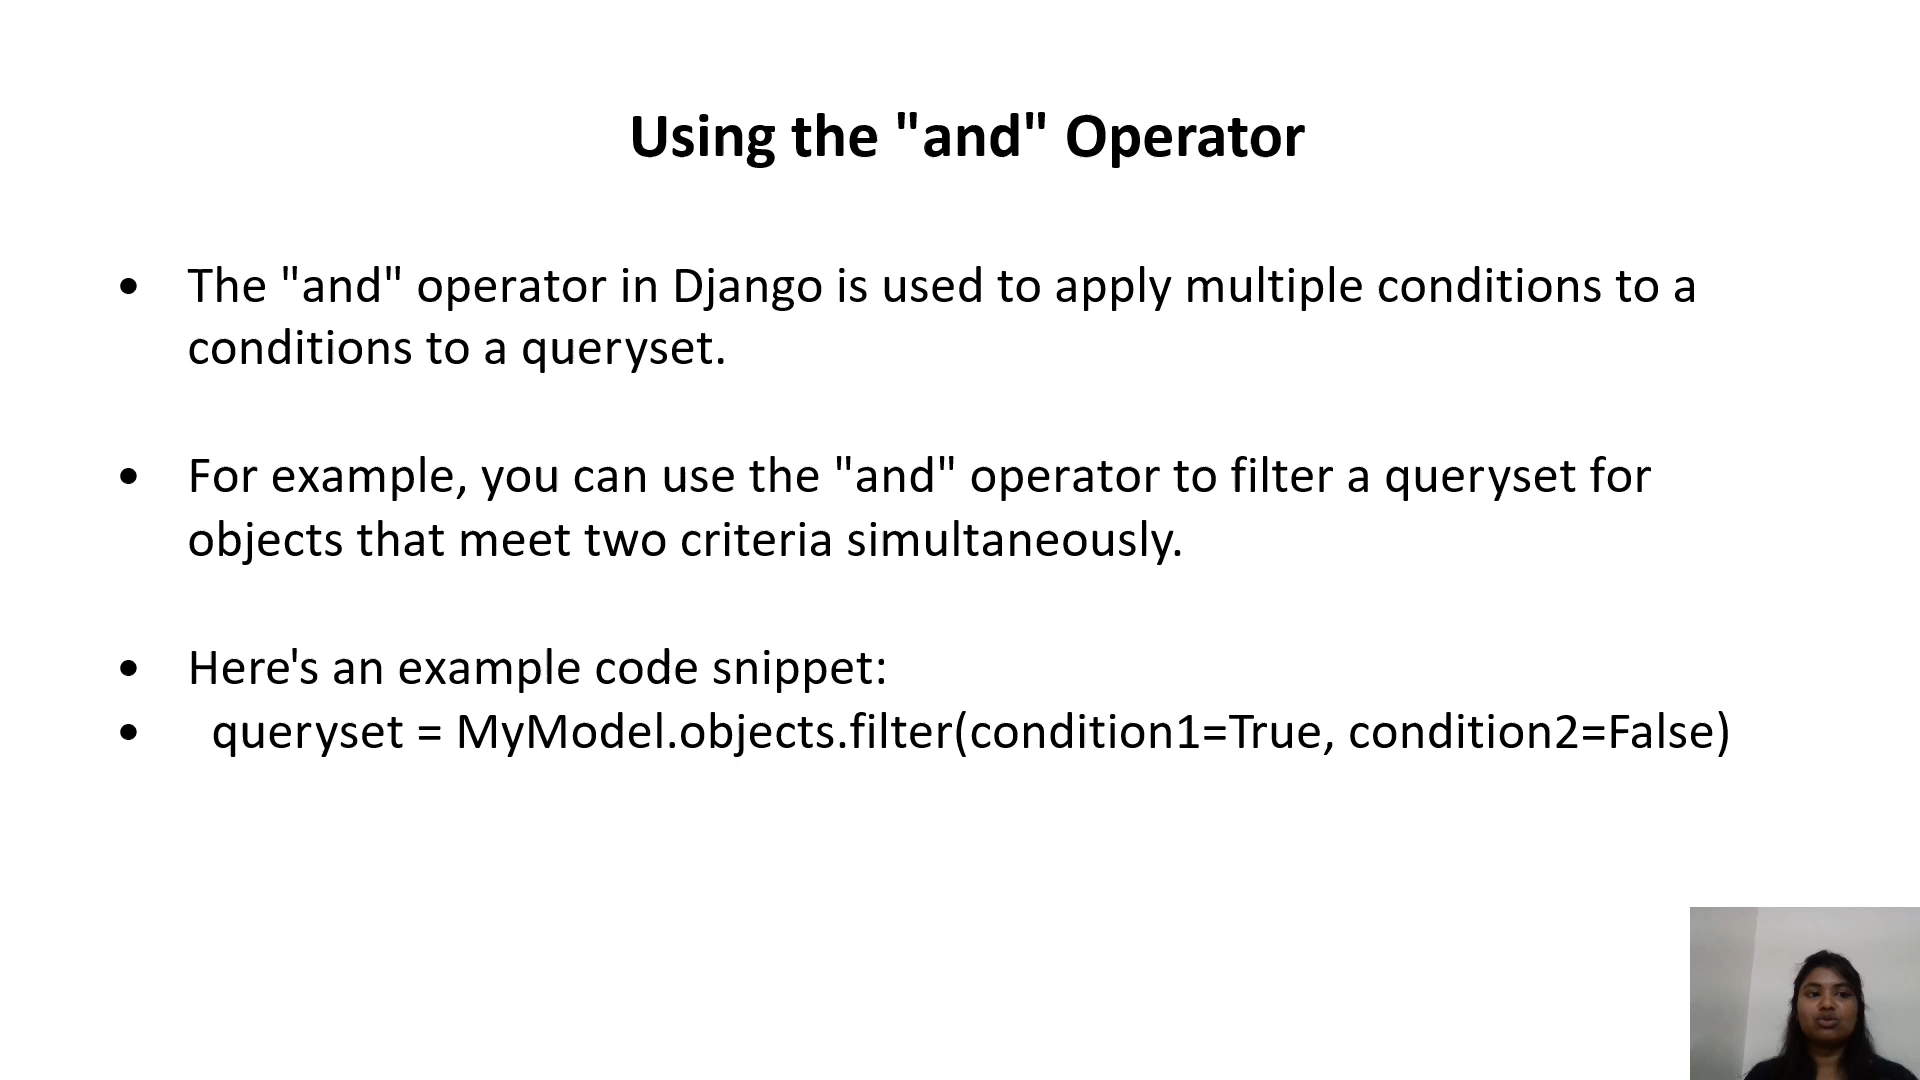 Using the "and" Operator
• The "and" operator in Django is used to apply multiple conditions to a
conditions to a queryset.
• For example, you can use the "and" operator to filter a queryset for
objects that meet two criteria simultaneously.
• Here's an example code snippet:
• queryset = MyModel.objects.filter(condition1=True, condition2=False)